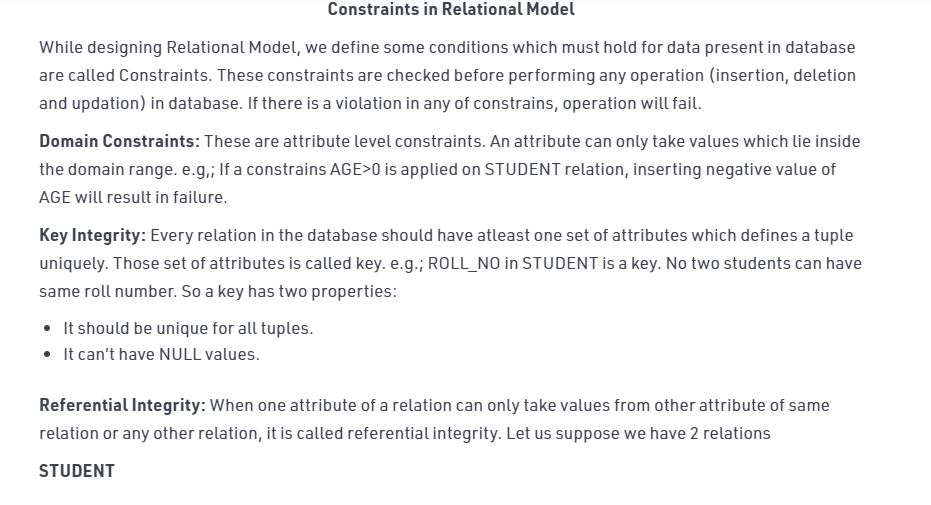 Constraints in Relational Model
While designing Relational Model, we define some conditions which must hold for data present in database
are called Constraints. These constraints are checked before performing any operation (insertion, deletion
and updation) in database. If there is a violation in any of constrains, operation will fail.
Domain Constraints: These are attribute level constraints. An attribute can only take values which lie inside
the domain range. e.g,; If a constrains AGE>0 is applied on STUDENT relation, inserting negative value of
AGE will result in failure.
Key Integrity: Every relation in the database should have atleast one set of attributes which defines a tuple
uniquely. Those set of attributes is called key. e.g.; ROLL_NO in STUDENT is a key. No two students can have
same roll number. So a key has two properties:
• It should be unique for all tuples.
• It can’t have NULL values.
Referential Integrity: When one attribute of a relation can only take values from other attribute of same
relation or any other relation, it is called referential integrity. Let us suppose we have 2 relations
STUDENT